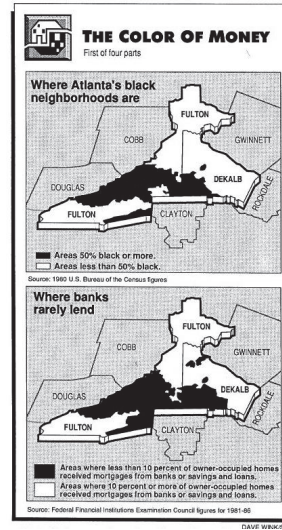 THE COLOR OF MONEY
First of four parts
Where Atlanta's black
neighborhoods are
FULTON
COBB
GWINNETT
DOUGLAS
DEKALB
ROCKDALE
FULTON
CLAYTON
Areas 50% black or more.
Areas less than 50% black.
Source: 1980 U.S. Bureau of the Census figures
Where banks
rarely lend
FULTON
COBB
GWINNETT
DOUGLAS
DEKALB
ROCKDALE
FULTON
CLAYTON
Areas where less than 10 percent of owner-occupied homes
received mortgages from banks or savings and loans.
Areas where 10 percent or more of owner-occupied homes
received mortgages from banks or savings and loans.
Source: Federal Financial Institutions Examination Council figures for 1981-86
DAVE WINK